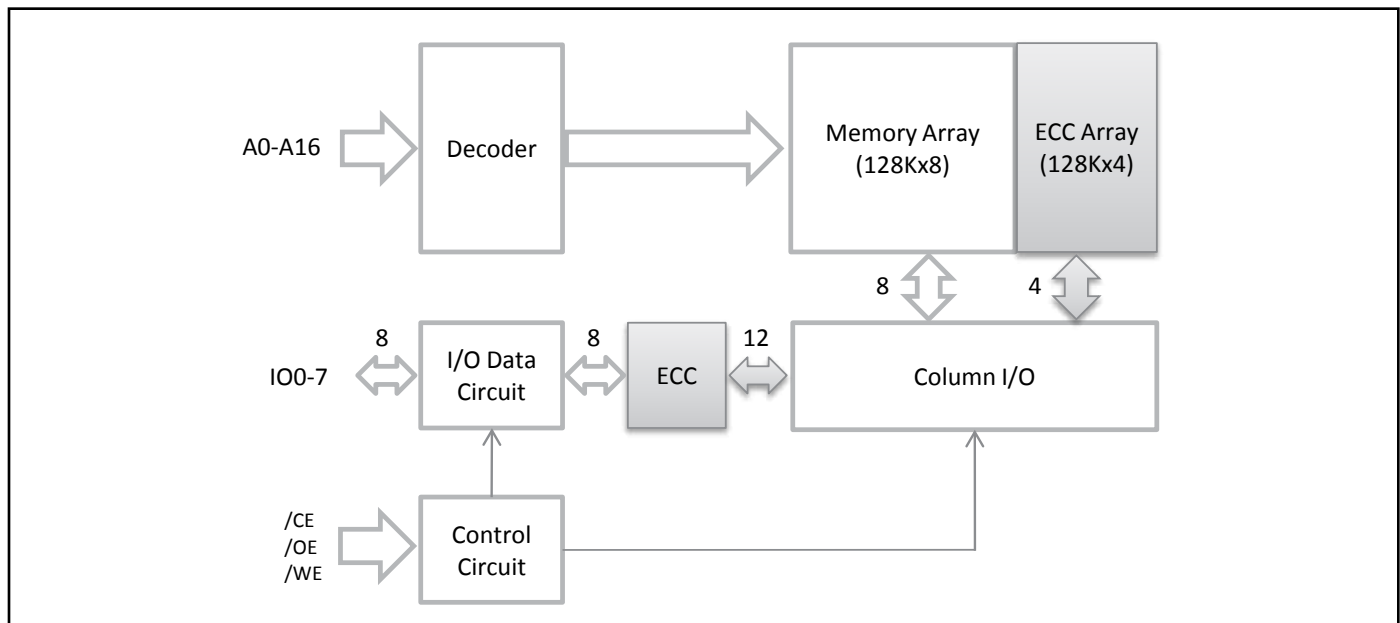 A0-A16
Decoder
Memory Array
(128Kx8)
ECC Array
(128Kx4)
8
4
IO0-7
8
I/O Data
Circuit
8
ECC
12
Column I/O
/CE
/OE
/WE
Control
Circuit